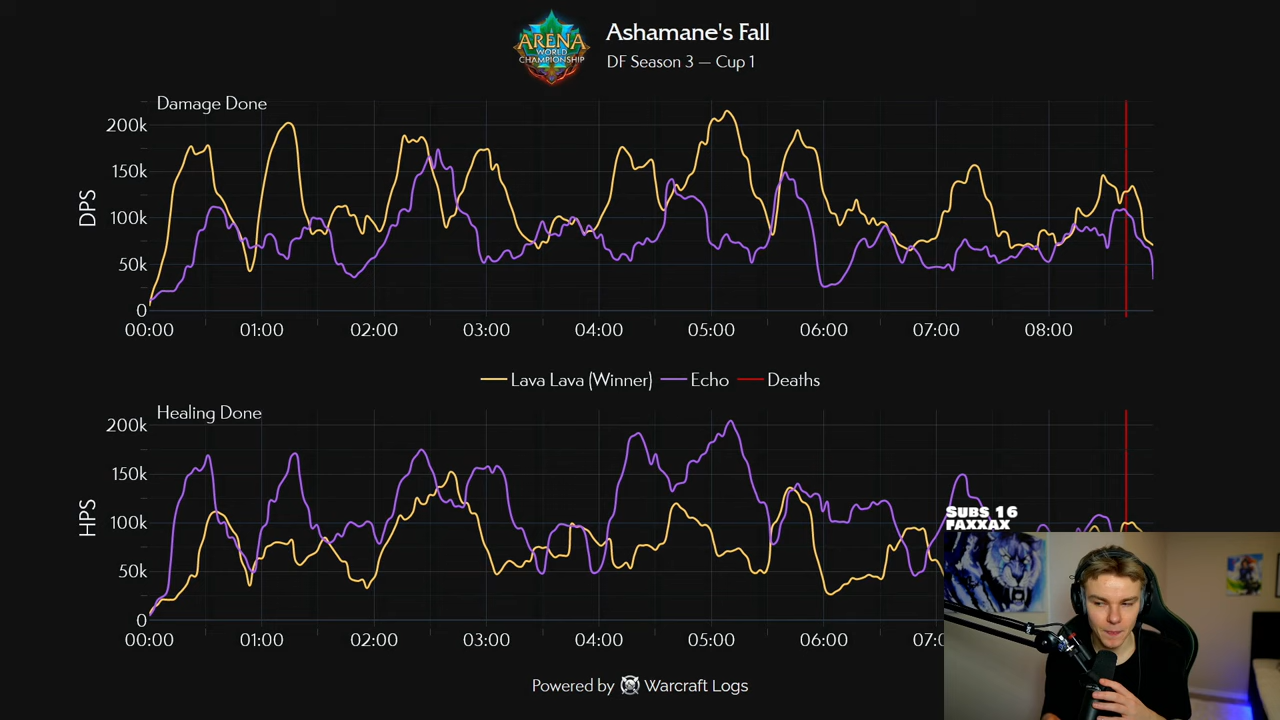 ARENA
WORLD
CHAMPIONSHIP
Ashamane's Fall
DF Season 3 — Cup 1
Damage Done
DPS
200k
150k
100k
50k
0
00:00 01:00 02:00 03:00 04:00 05:00 06:00 07:00 08:00
Lava Lava (Winner) Echo Deaths
Healing Done
HPS
200k
150k
100k
50k
0
00:00 01:00 02:00 03:00 04:00 05:00 06:00 07:0
SUBS 16
FAXXAX
Powered by Warcraft Logs